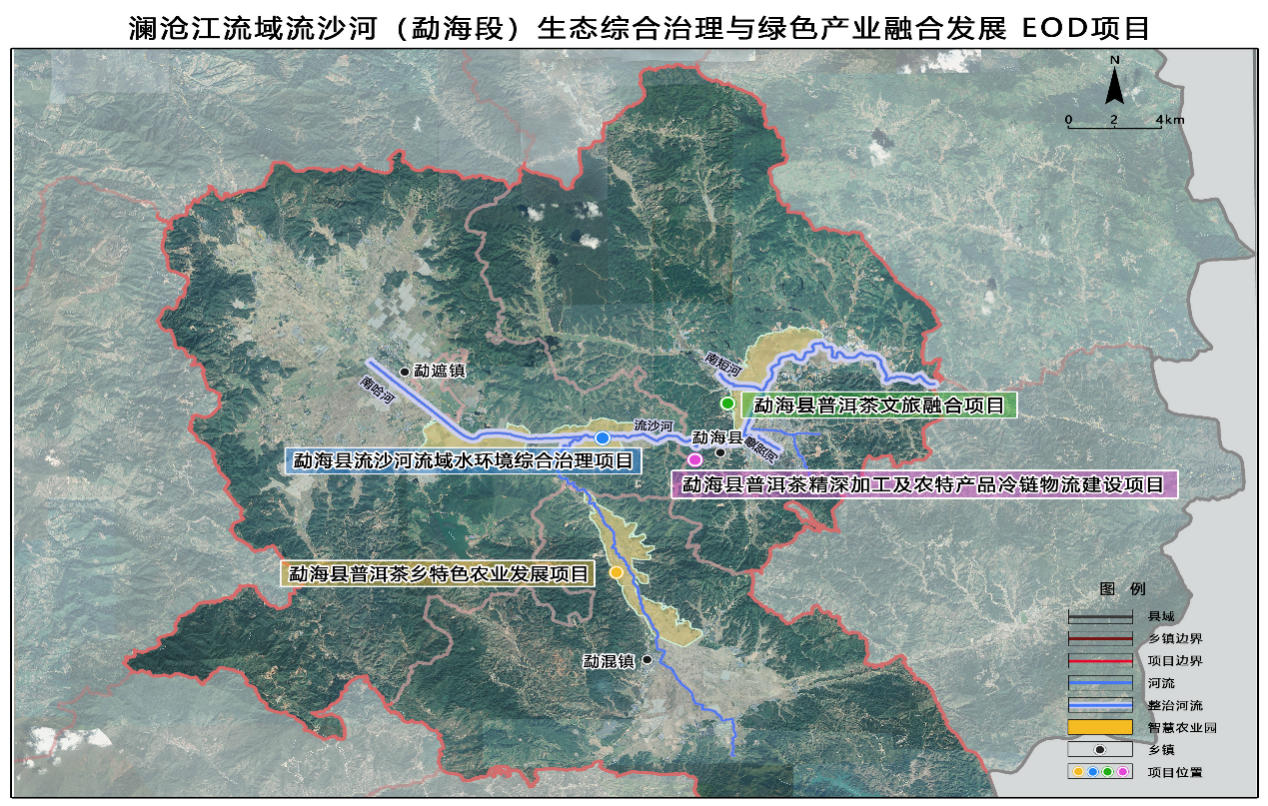 澜沧江流域流沙河（勐海段）生态综合治理与绿色产业融合发展 EOD项目
N
0 2 4km
南短河
勐遮镇
南哈河
勐海县普洱茶文旅融合项目
流沙河
勐海县
勐海县流沙河流域水环境综合治理项目
勐海县普洱茶精深加工及农特产品冷链物流建设项目
勐海县普洱茶乡特色农业发展项目
勐混镇
图 例
县域
乡镇边界
项目边界
河流
整治河流
智慧农业园
乡镇
项目位置